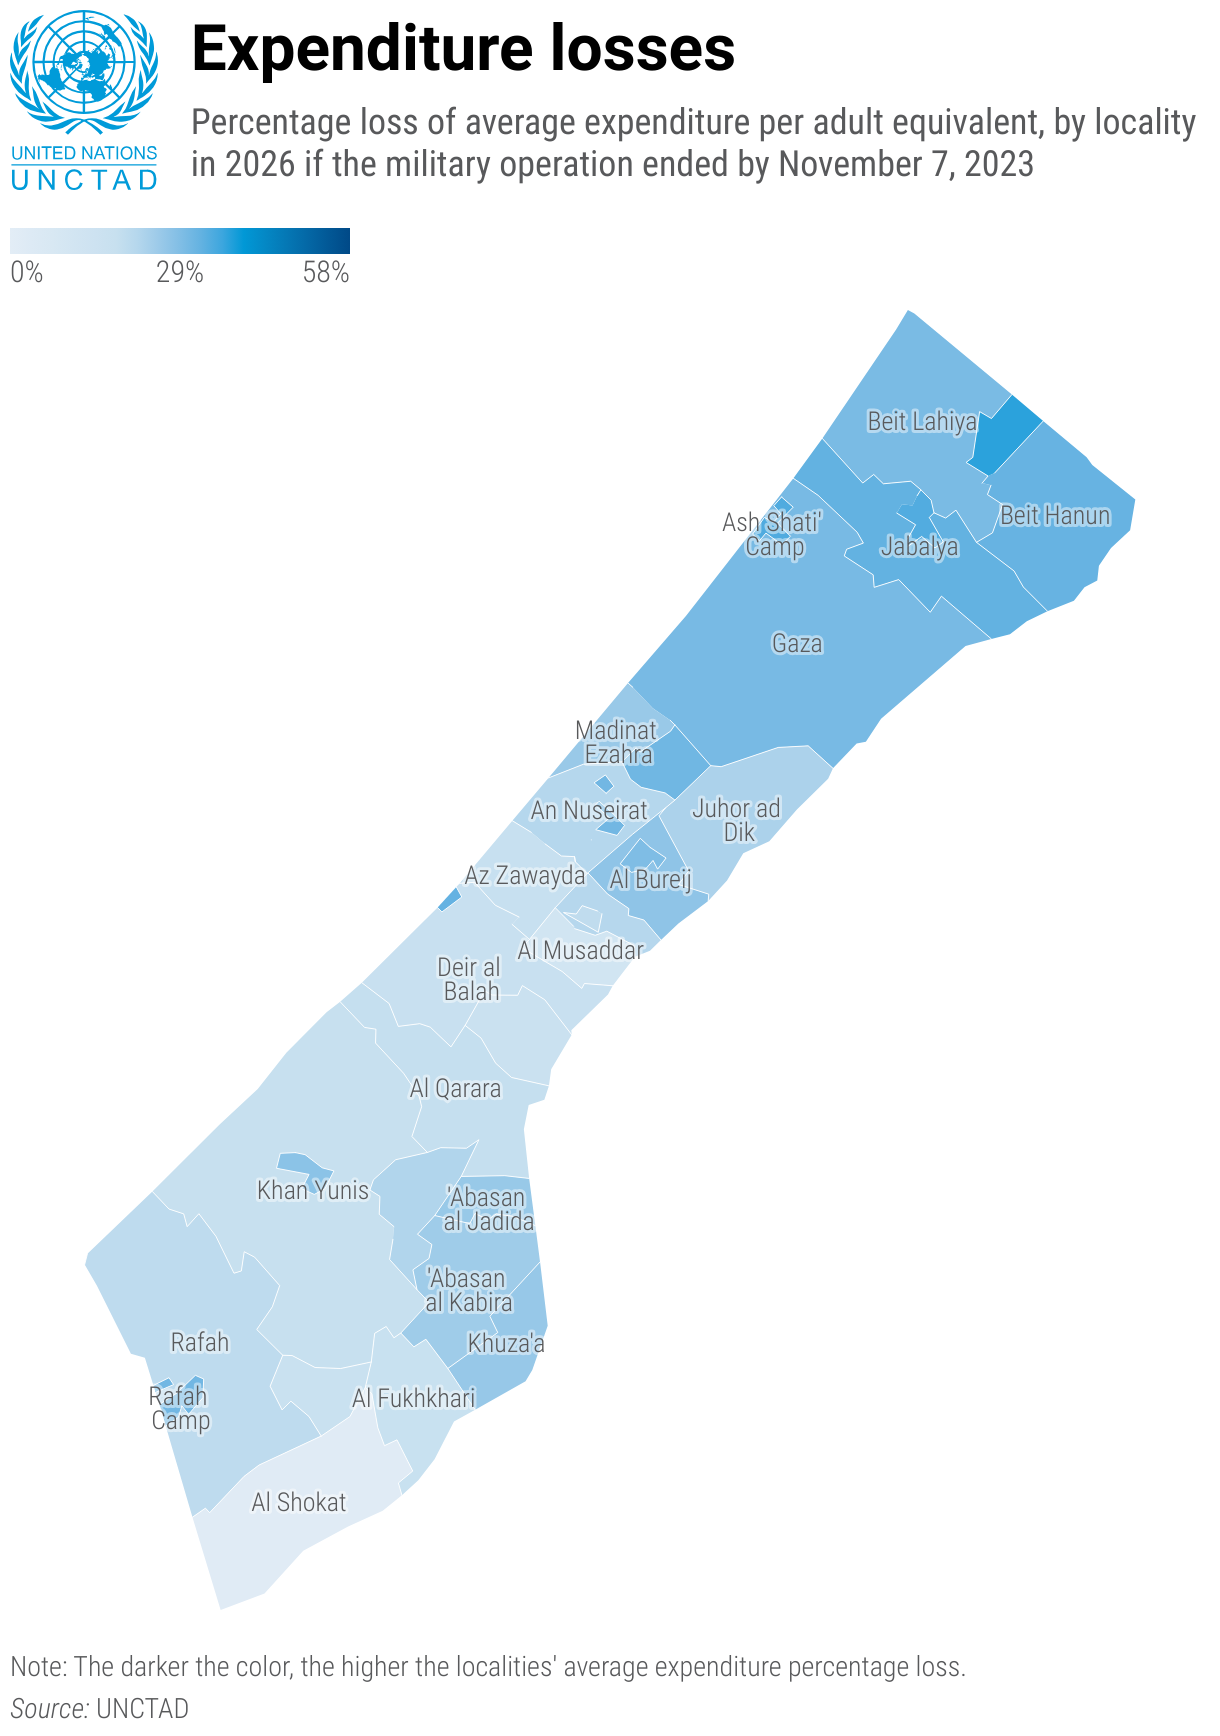 UNITED NATIONS
UNCTAD
Expenditure losses
Percentage loss of average expenditure per adult equivalent, by locality
in 2026 if the military operation ended by November 7, 2023
0%
29%
58%
Beit Lahiya
Beit Hanun
Ash Shati'
Camp
Jabalya
Gaza
Madinat
Ezahra
An Nuseirat
Juhor ad
Dik
Az Zawayda
Al Bureij
Al Musaddar
Deir al
Balah
Al Qarara
Khan Yunis
'Abasan
al Jadida
'Abasan
al Kabira
Khuza'a
Rafah
Rafah
Camp
Al Fukhkhari
Al Shokat
Note: The darker the color, the higher the localities' average expenditure percentage loss.
Source: UNCTAD